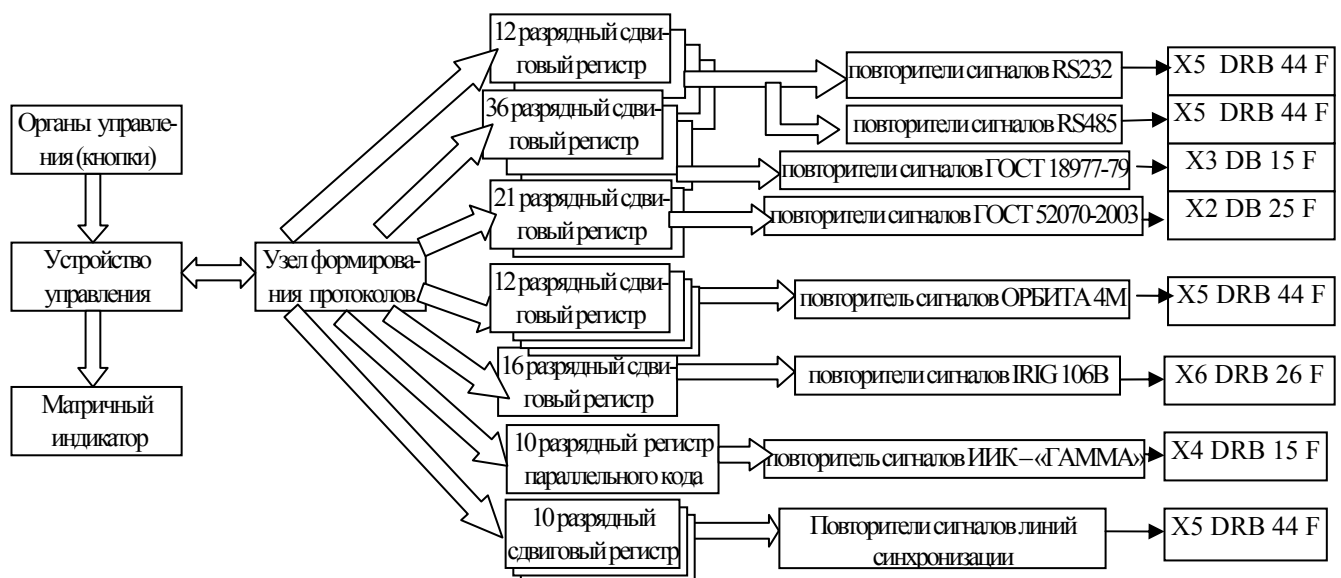 12 разрядный сдви-
говый регистр
повторители сигналов RS232
X5 DRB 44 F
36 разрядный сдви-
говый регистр
повторители сигналов RS485
X5 DRB 44 F
Органы управле-
ния (кнопки)
повторители сигналов ГОСТ 18977-79
X3 DB 15 F
21 разрядный сдви-
говый регистр
повторители сигналов ГОСТ 52070-2003
X2 DB 25 F
Устройство
управления
Узел формирова-
ния протоколов
12 разрядный сдви-
говый регистр
повторитель сигналов ОРБИТА 4М
X5 DRB 44 F
16 разрядный сдви-
говый регистр
повторители сигналов IRIG 106B
X6 DRB 26 F
Матричный
индикатор
10 разрядный регистр
параллельного кода
повторитель сигналов ИИК – «ГАММА»
X4 DRB 15 F
10 разрядный
сдвиговый регистр
Повторители сигналов линий
синхронизации
X5 DRB 44 F